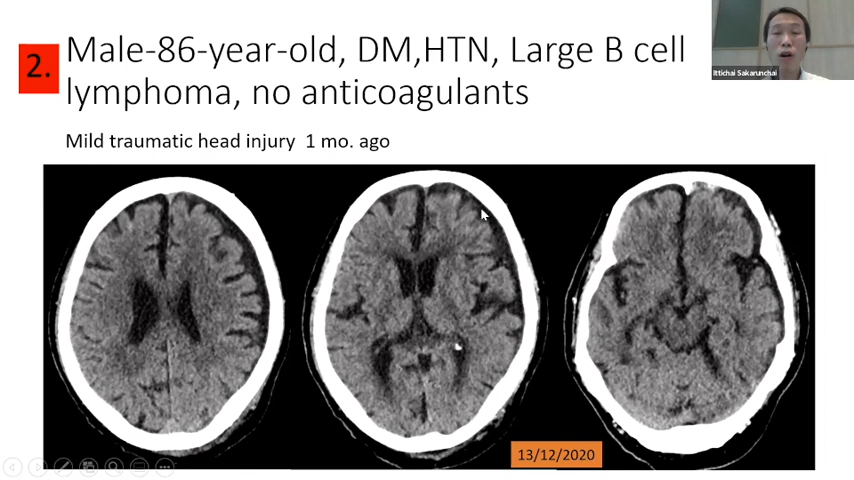 2.
Male-86-year-old, DM,HTN, Large B cell
lymphoma, no anticoagulants
Ittichai Sakarunchai
Mild traumatic head injury 1 mo. ago
13/12/2020